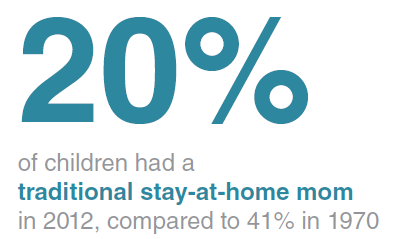 20%
of children had a
traditional stay-at-home mom
in 2012, compared to 41% in 1970